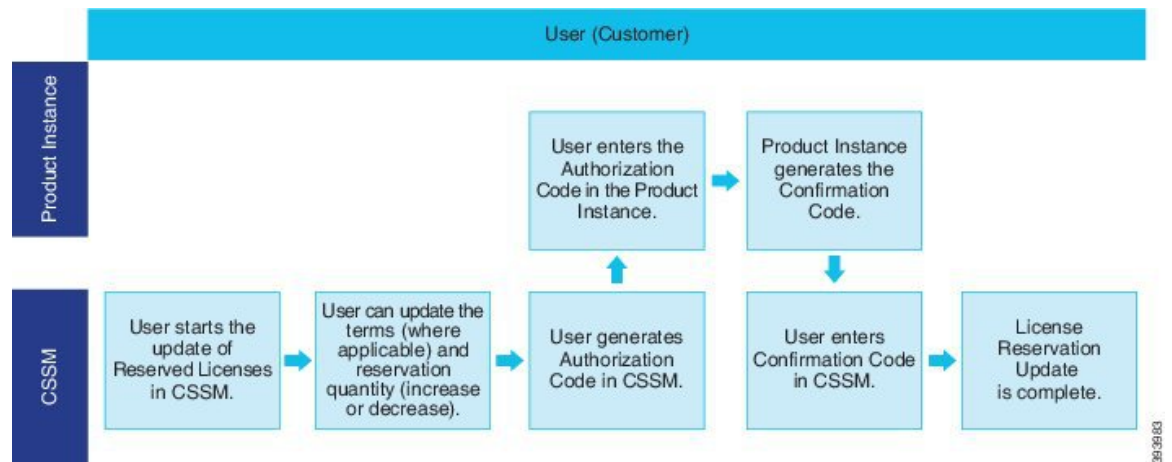 User (Customer)
Product Instance
User enters the
Authorization
Code in the Product
Instance.
Product Instance
generates the
Confirmation
Code.
CSSM
User starts the
update of
Reserved Licenses
in CSSM.
User can update the
terms (where
applicable) and
reservation
quantity (increase
or decrease).
User generates
Authorization
Code in CSSM.
User enters
Confirmation Code
in CSSM.
License
Reservation
Update
is complete.
393983